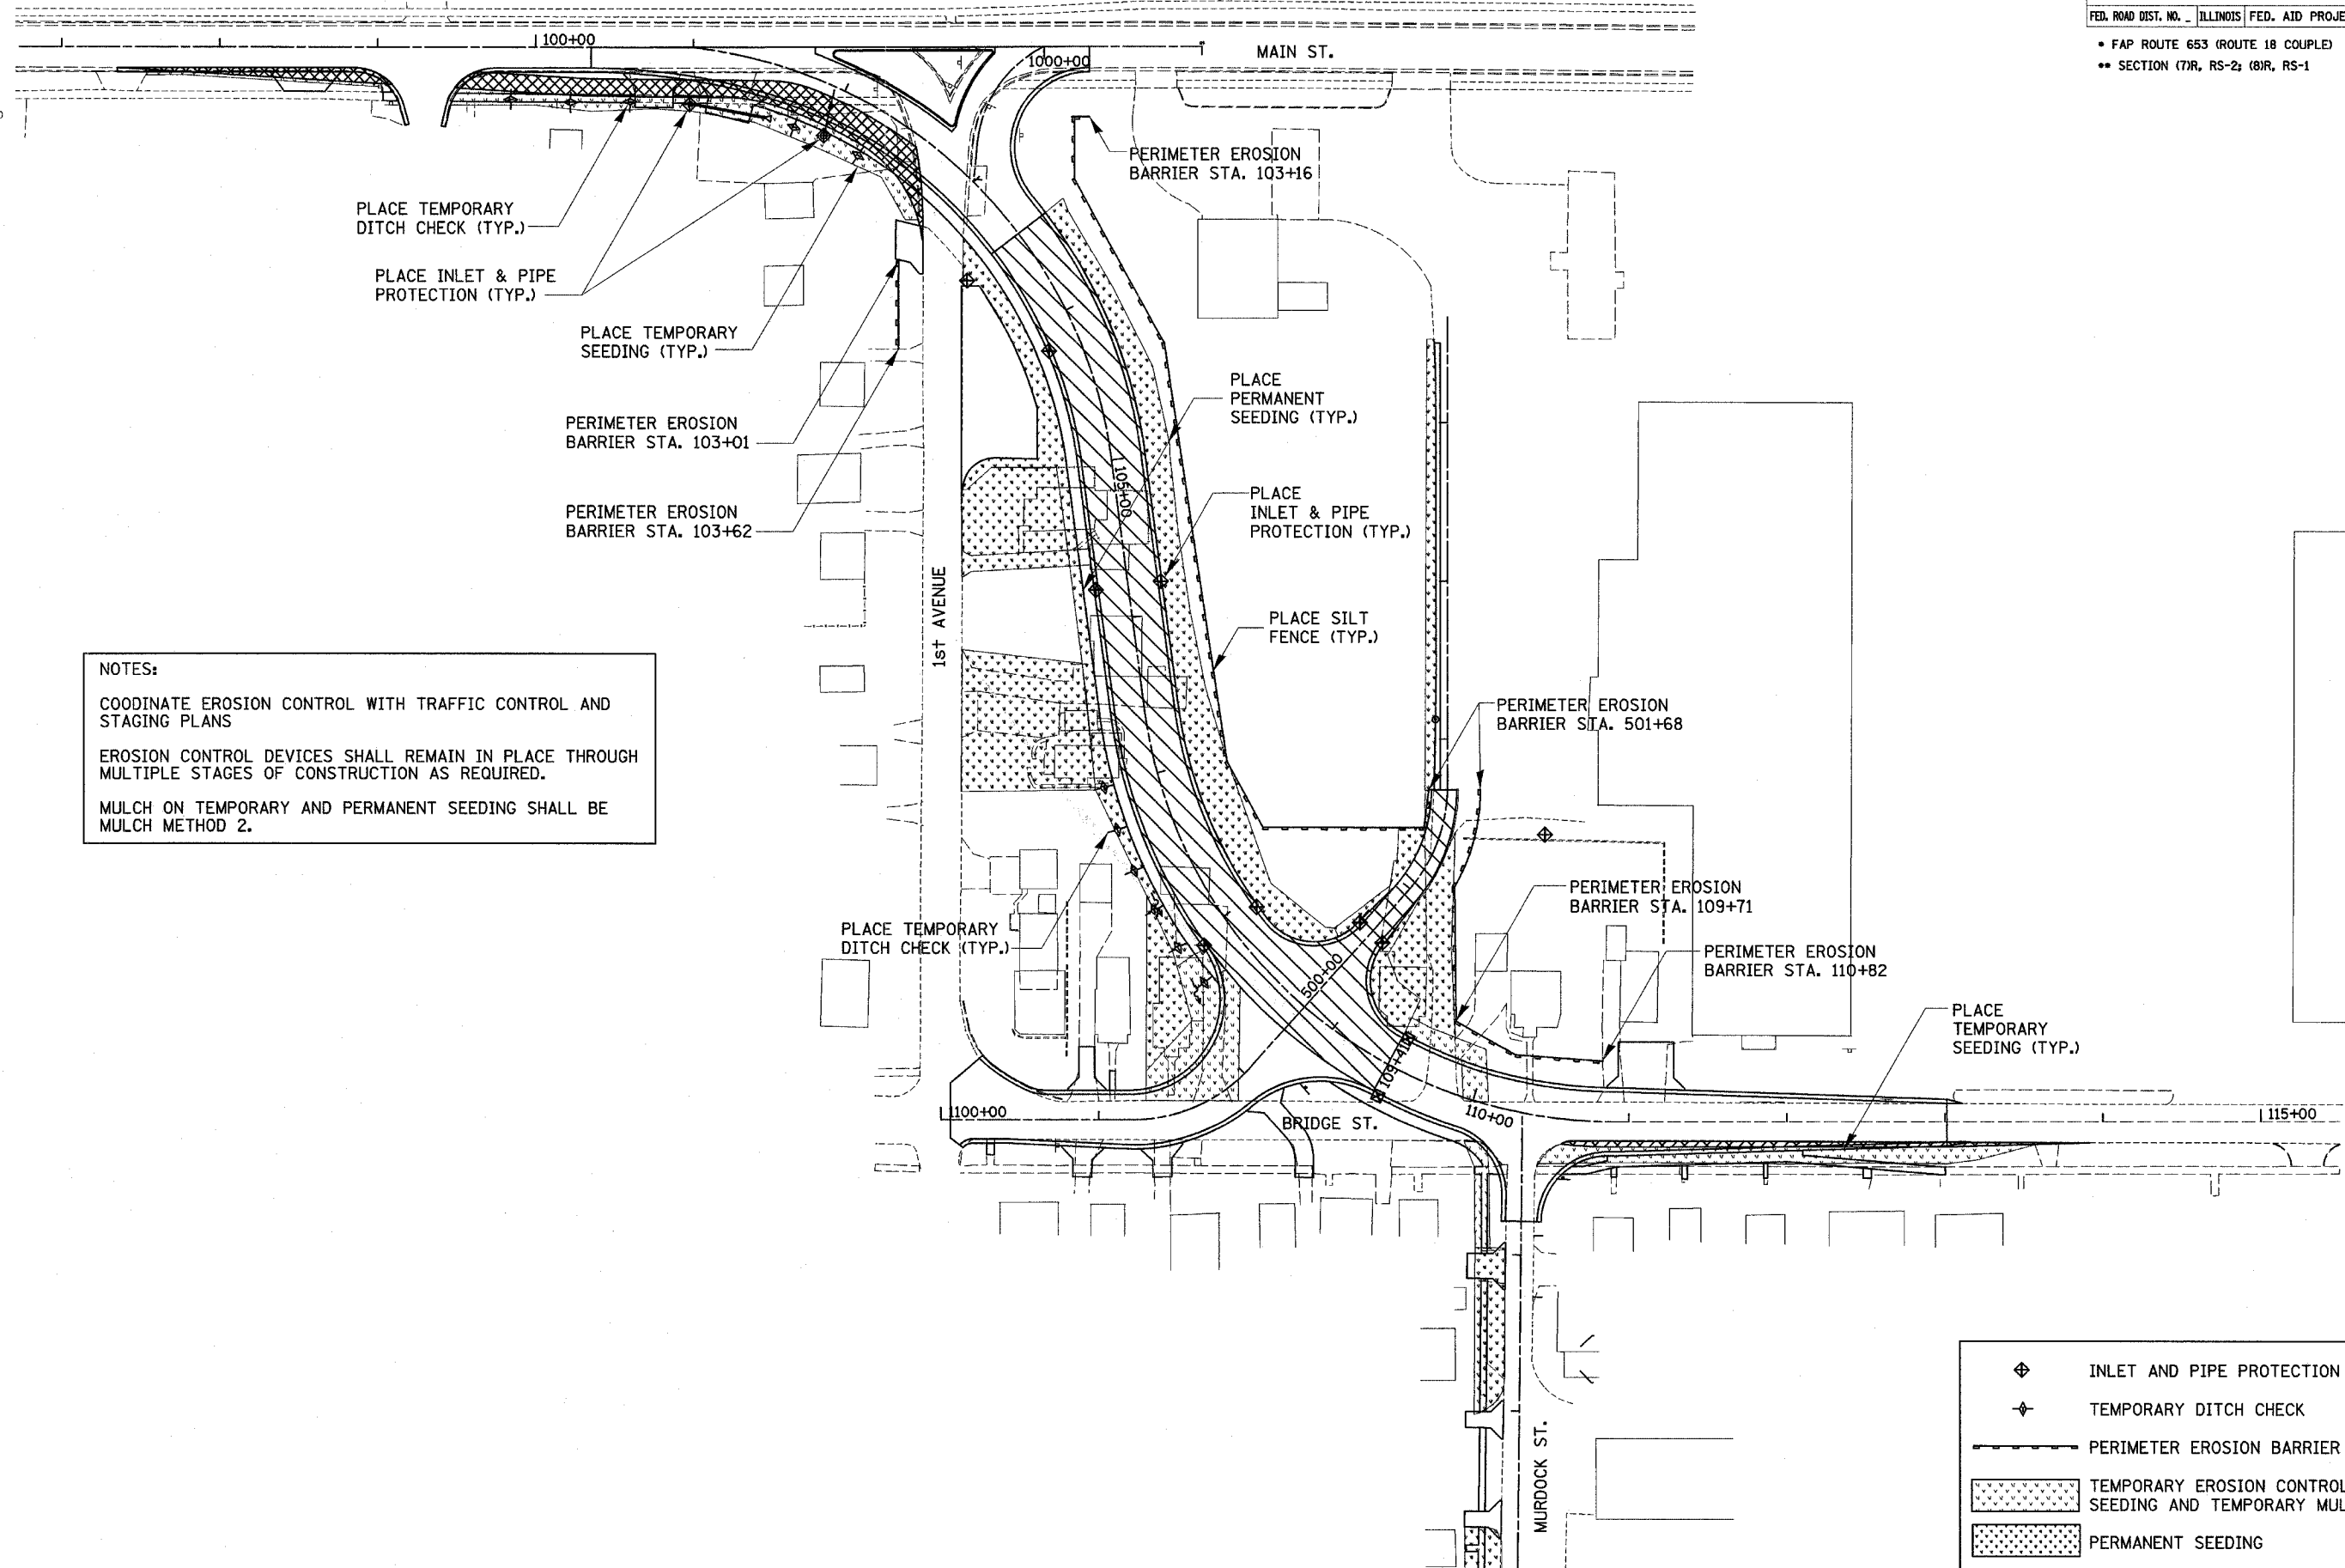 FED. ROAD DIST. NO. _ ILLINOIS FED. AID PROJE
* FAP ROUTE 653 (ROUTE 18 COUPLE)
** SECTION (7)R, RS-2; (8)R, RS-1
100+00
1000+00
MAIN ST.
PERIMETER EROSION
BARRIER STA. 103+16
PLACE TEMPORARY
DITCH CHECK (TYP.)
PLACE INLET & PIPE
PROTECTION (TYP.)
PLACE TEMPORARY
SEEDING (TYP.)
PERIMETER EROSION
BARRIER STA. 103+01
PERIMETER EROSION
BARRIER STA. 103+62
PLACE
PERMANENT
SEEDING (TYP.)
105+00
PLACE
INLET & PIPE
PROTECTION (TYP.)
1st AVENUE
PLACE SILT
FENCE (TYP.)
NOTES:
COODINATE EROSION CONTROL WITH TRAFFIC CONTROL AND
STAGING PLANS
EROSION CONTROL DEVICES SHALL REMAIN IN PLACE THROUGH
MULTIPLE STAGES OF CONSTRUCTION AS REQUIRED.
MULCH ON TEMPORARY AND PERMANENT SEEDING SHALL BE
MULCH METHOD 2.
PERIMETER EROSION
BARRIER STA. 501+68
PERIMETER EROSION
BARRIER STA. 109+71
PLACE TEMPORARY
DITCH CHECK (TYP.)
PERIMETER EROSION
BARRIER STA. 110+82
500+00
PLACE
TEMPORARY
SEEDING (TYP.)
109+41
1100+00
110+00
115+00
BRIDGE ST.
MURDOCK ST.
INLET AND PIPE PROTECTION
TEMPORARY DITCH CHECK
PERIMETER EROSION BARRIER
TEMPORARY EROSION CONTROL
SEEDING AND TEMPORARY MUL
PERMANENT SEEDING